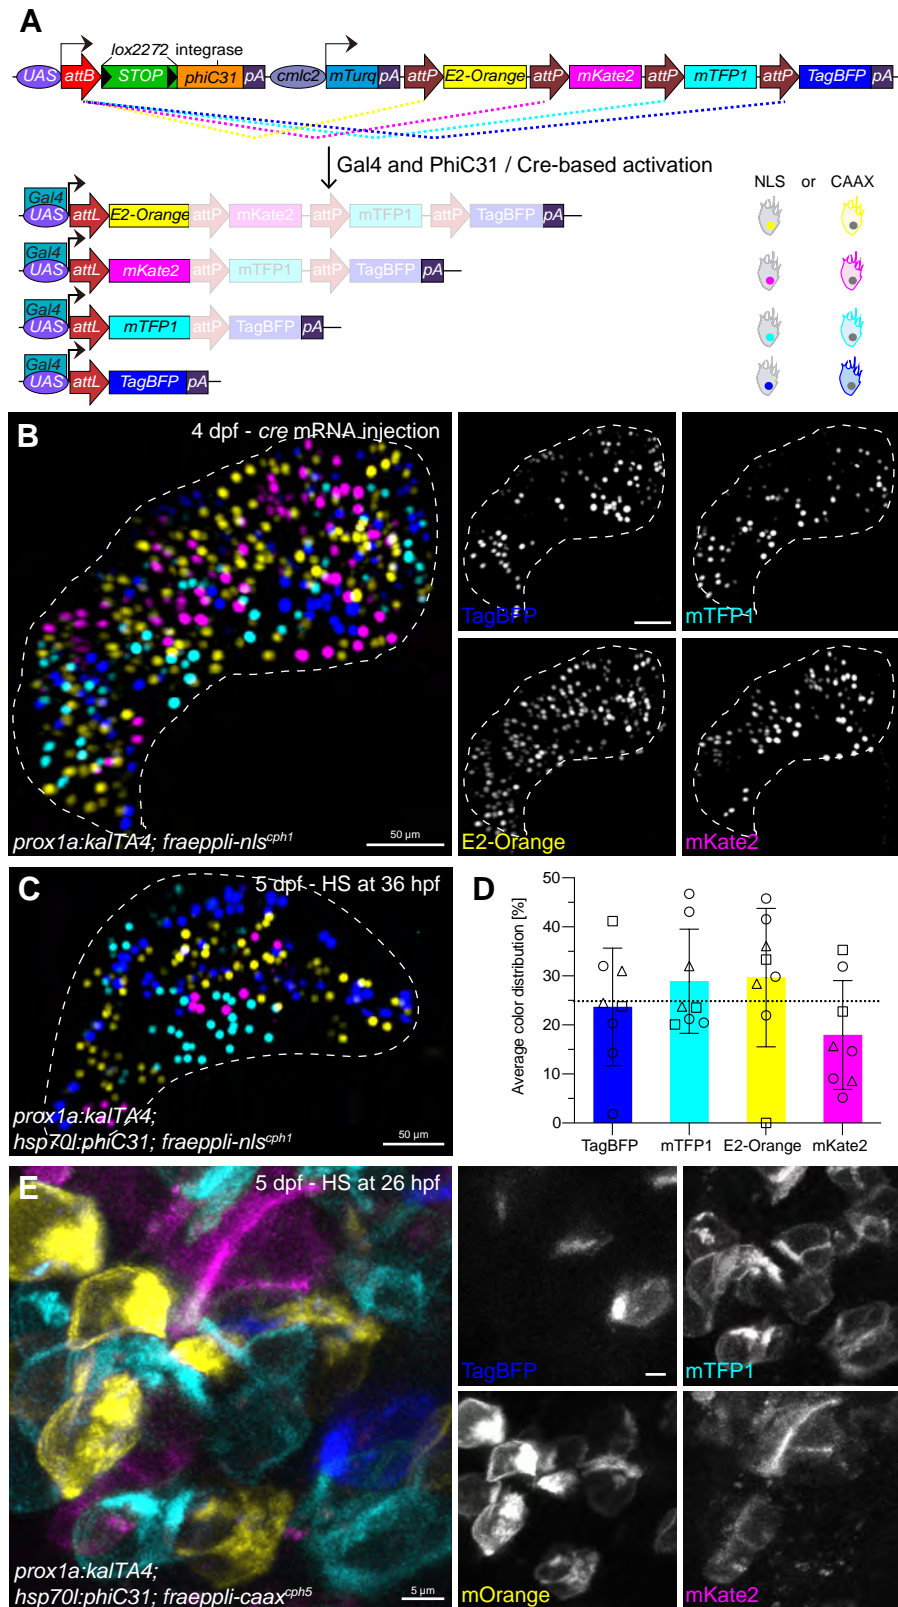 A
lox2272 integrase
UAS attB STOP phiC31 pA cmlc2 mTurq pA attP E2-Orange attP mKate2 attP mTFP1 attP TagBFP pA
Gal4 and PhiC31 / Cre-based activation
NLS or CAAX
Gal4
UAS attL E2-Orange attP mKate2 attP mTFP1 attP TagBFP pA
Gal4
UAS attL mKate2 attP mTFP1 attP TagBFP pA
Gal4
UAS attL mTFP1 attP TagBFP pA
Gal4
UAS attL TagBFP pA
B
4 dpf - cre mRNA injection
prox1a:kalTA4; fraeppli-nlscph1
50 µm
TagBFP
mTFP1
E2-Orange
mKate2
C
5 dpf - HS at 36 hpf
prox1a:kalTA4;
hsp70l:phiC31; fraeppli-nlscph1
50 µm
D
Average color distribution [%]
50
40
30
20
10
0
TagBFP mTFP1 E2-Orange mKate2
E
5 dpf - HS at 26 hpf
prox1a:kalTA4;
hsp70l:phiC31; fraeppli-caaxcph5
5 µm
TagBFP
mTFP1
mOrange
mKate2